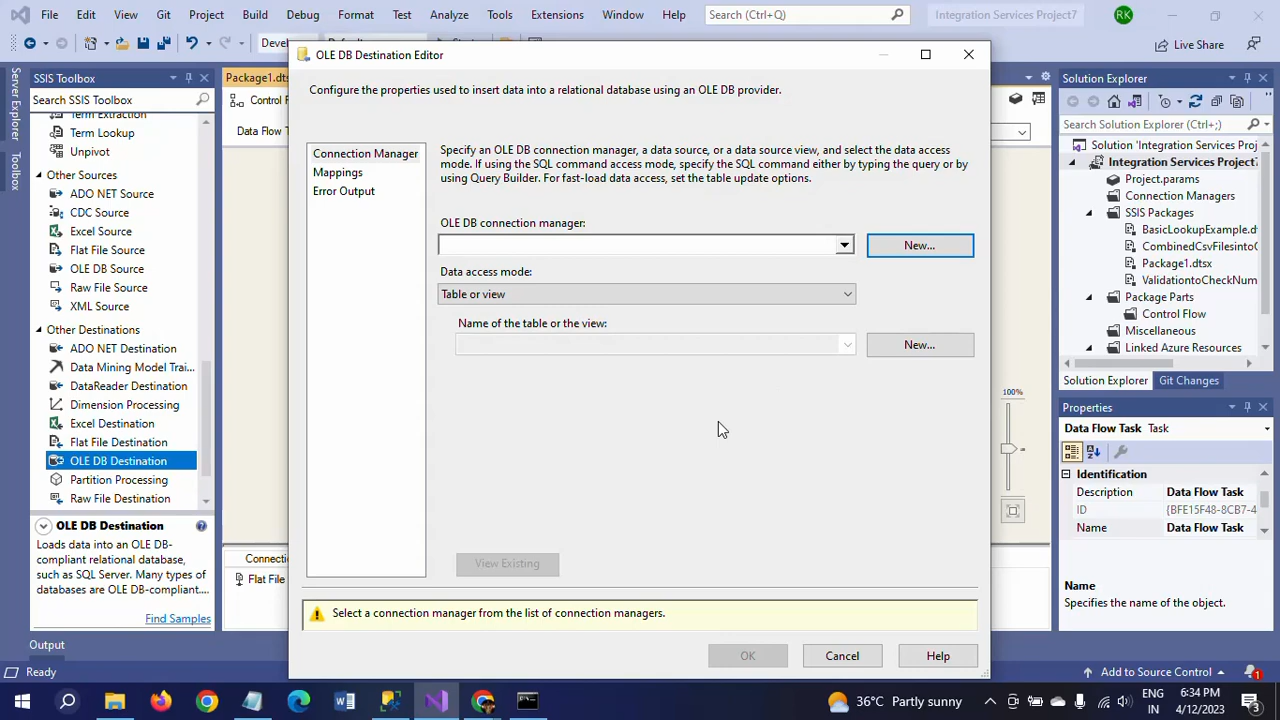 File Edit View Git Project Build Debug Format Test Analyze Tools Extensions Window Help Search (Ctrl+Q) Integration Services Project7 RK
Live Share
SSIS Toolbox
Search SSIS Toolbox
Term Extraction
Term Lookup
Unpivot
Other Sources
ADO NET Source
CDC Source
Excel Source
Flat File Source
OLE DB Source
Raw File Source
XML Source
Other Destinations
ADO NET Destination
Data Mining Model Trai...
DataReader Destination
Dimension Processing
Excel Destination
Flat File Destination
OLE DB Destination
Partition Processing
Raw File Destination
OLE DB Destination
Loads data into an OLE DB-
compliant relational database,
such as SQL Server. Many types of
databases are OLE DB-compliant....
Find Samples
Server Explorer
Toolbox
Package1.dts
Control F
Data Flow T
Connectio
Flat File
OLE DB Destination Editor
Configure the properties used to insert data into a relational database using an OLE DB provider.
Connection Manager
Mappings
Error Output
Specify an OLE DB connection manager, a data source, or a data source view, and select the data access
mode. If using the SQL command access mode, specify the SQL command either by typing the query or by
using Query Builder. For fast-load data access, set the table update options.
OLE DB connection manager:
New...
Data access mode:
Table or view
Name of the table or the view:
New...
View Existing
Select a connection manager from the list of connection managers.
OK Cancel Help
100%
Solution Explorer
Search Solution Explorer (Ctrl+;)
Solution 'Integration Services Proj
Integration Services Project7
Project.params
Connection Managers
SSIS Packages
BasicLookupExample.d
CombinedCsvFilesintoC
Package1.dtsx
ValidationtoCheckNum
Package Parts
Control Flow
Miscellaneous
Linked Azure Resources
Solution Explorer Git Changes
Properties
Data Flow Task Task
Identification
Description Data Flow Task
ID {BFE15F48-8CB7-4
Name Data Flow Task
Name
Specifies the name of the object.
Output
Ready
Add to Source Control
1
36°C Partly sunny
ENG
IN
6:34 PM
4/12/2023
3